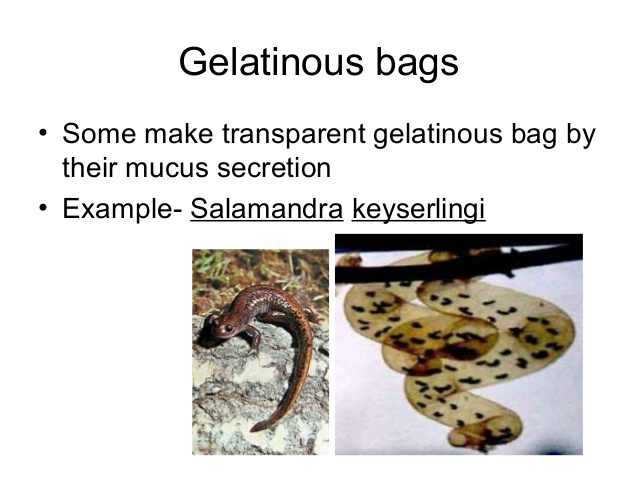 Gelatinous bags
• Some make transparent gelatinous bag by
their mucus secretion
• Example- Salamandra keyserlingi